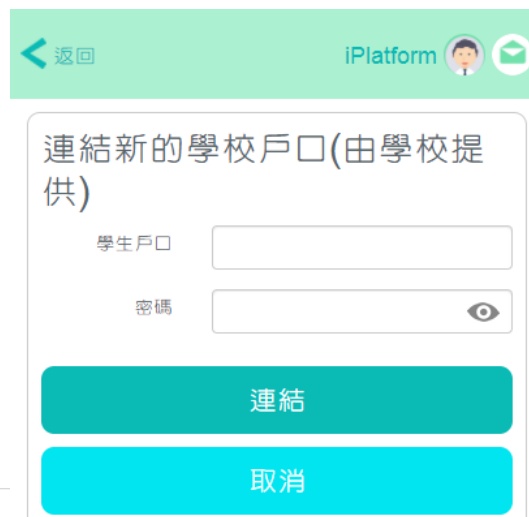 返回
iPlatform
連結新的學校戶口(由學校提
供)
學生戶口
密碼
連結
取消